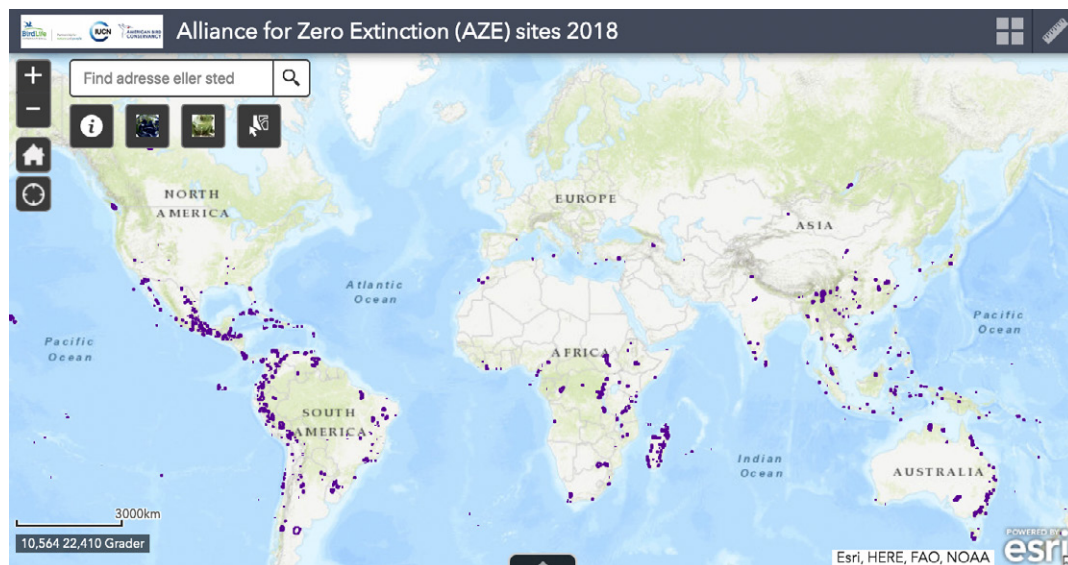 BirdLife
IUCN
AMERICAN BIRD
CONSERVANCY
Alliance for Zero Extinction (AZE) sites 2018
+
Find adresse eller sted
−
i
NORTH
AMERICA
EUROPE
ASIA
Atlantic
Ocean
Pacific
Ocean
Pacific
Ocean
AFRICA
SOUTH
AMERICA
Indian
Ocean
AUSTRALIA
3000km
10,564 22,410 Grader
POWERED BY
esri
Esri, HERE, FAO, NOAA